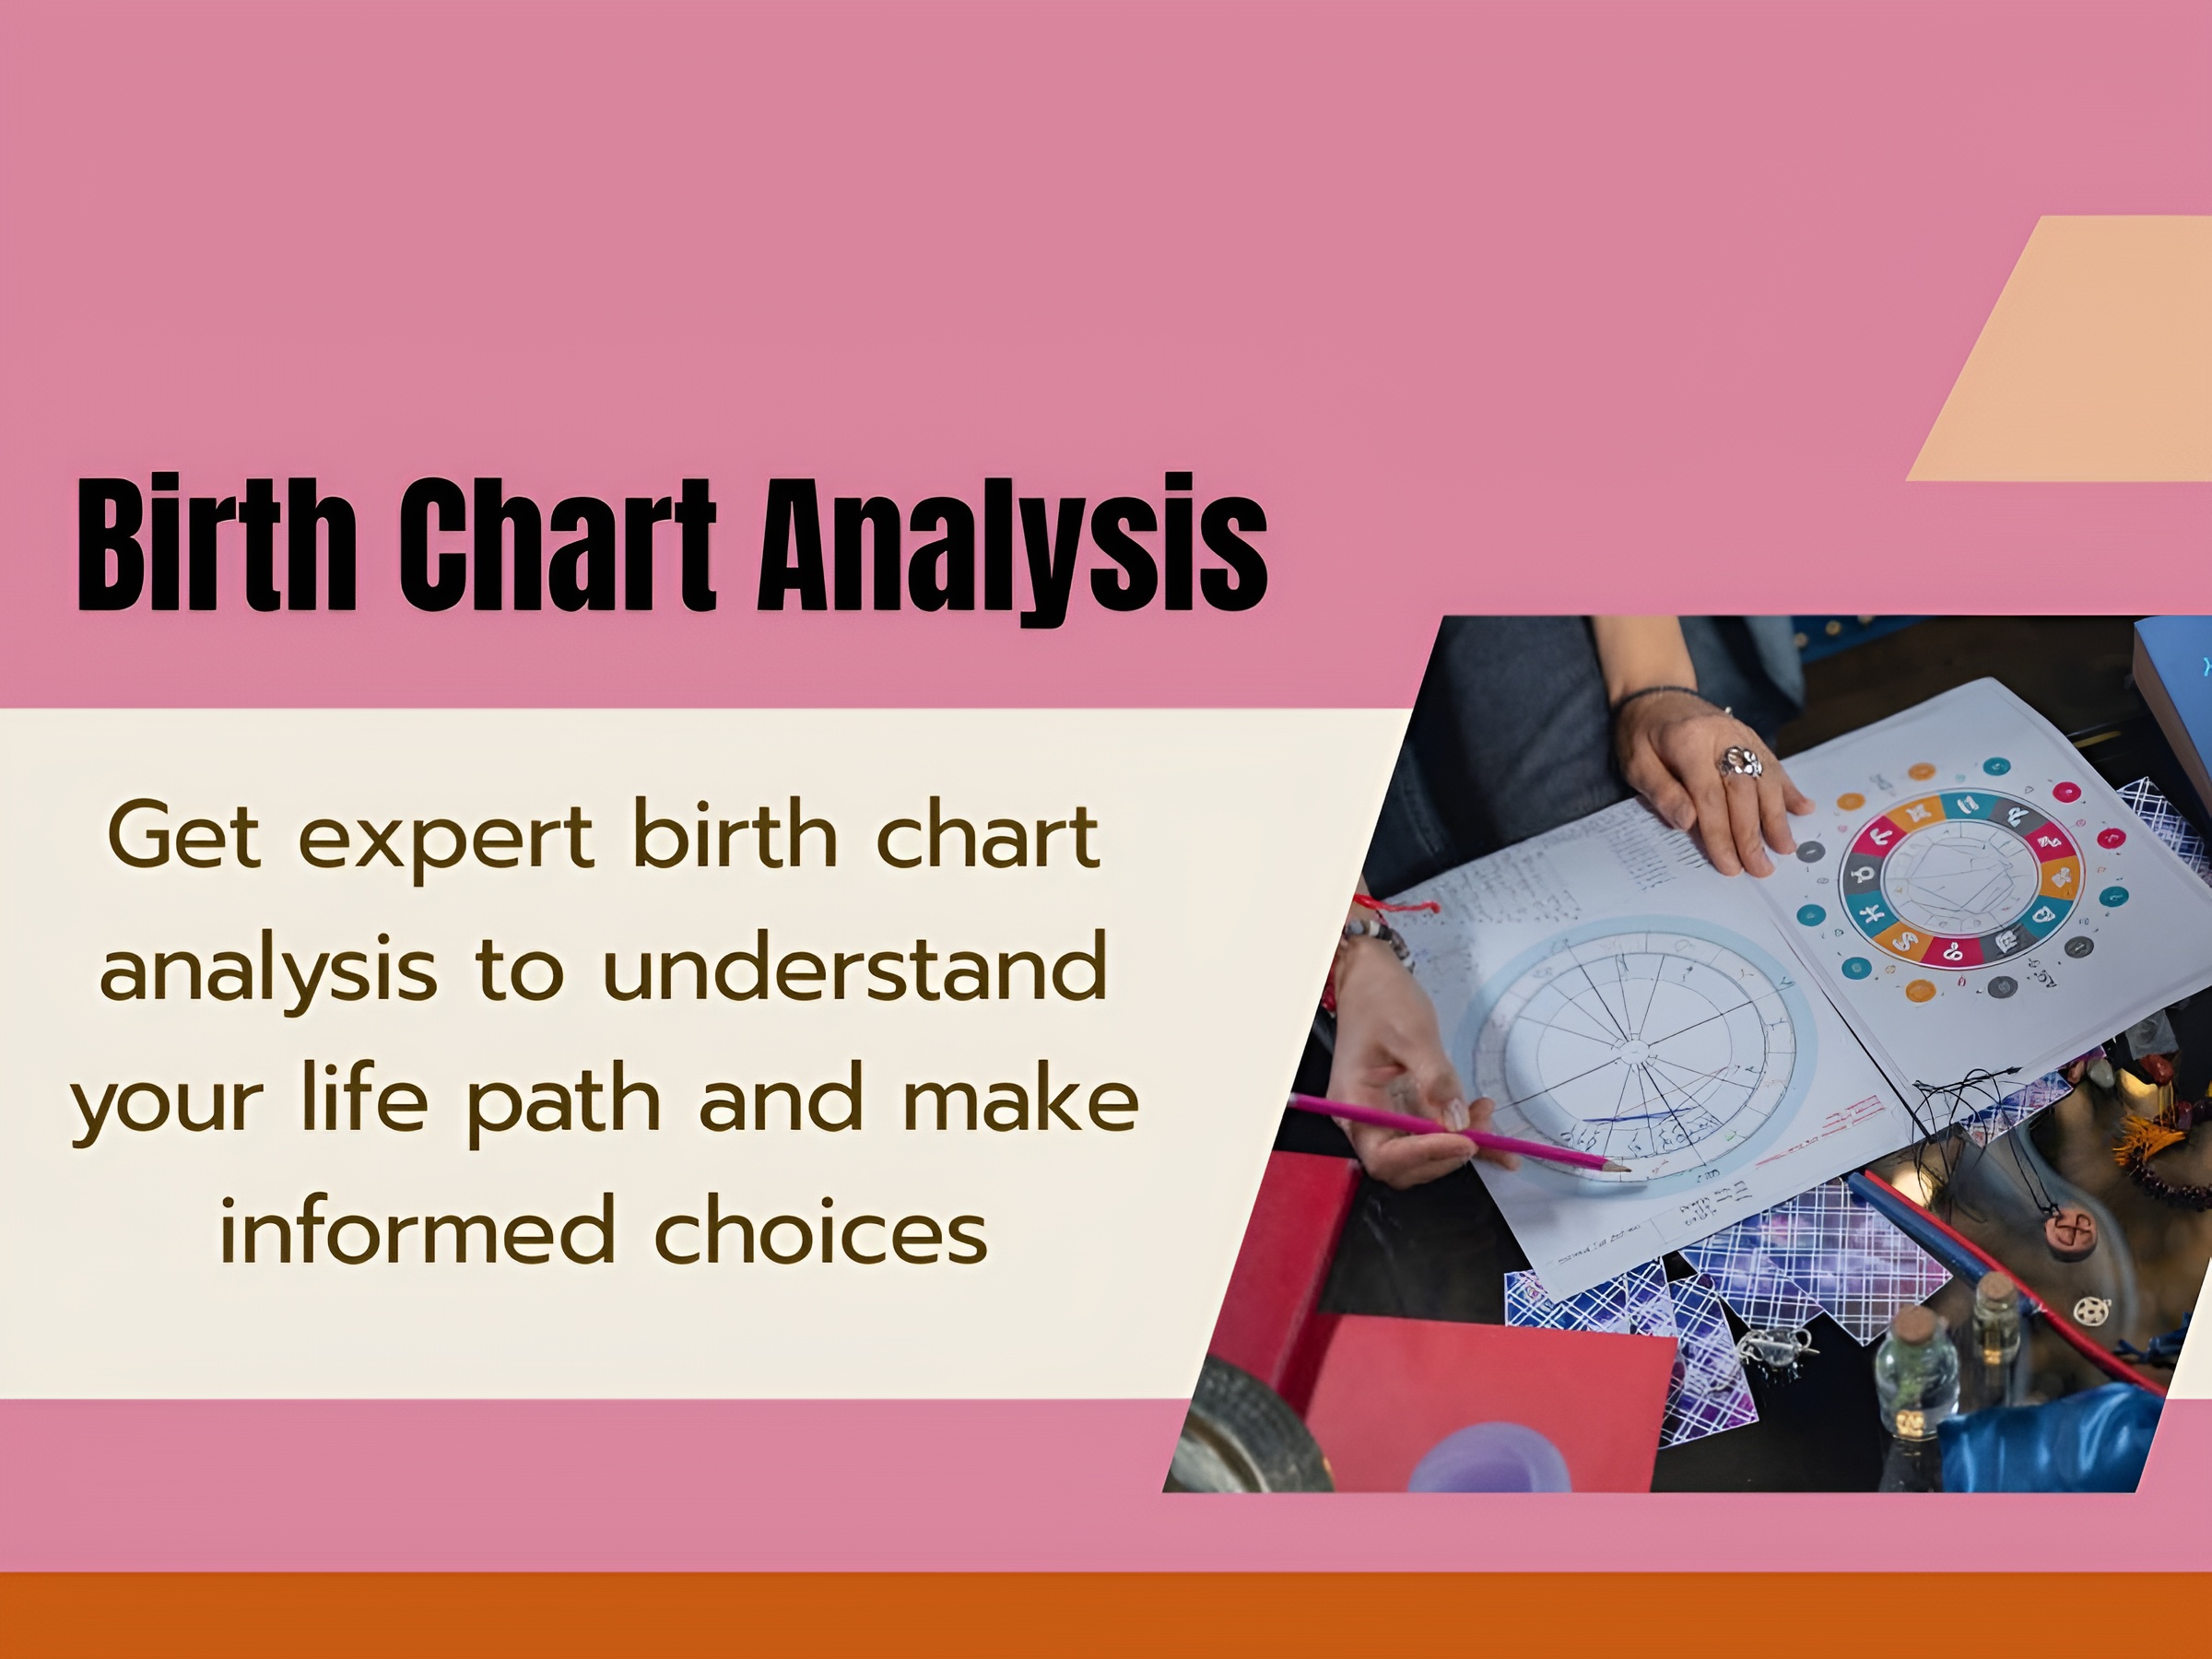 Birth Chart Analysis
Get expert birth chart
analysis to understand
your life path and make
informed choices